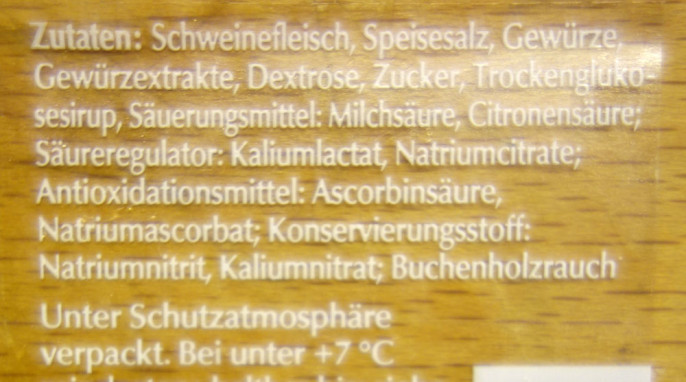 Zutaten: Schweinefleisch, Speisesalz, Gewürze,
Gewürzextrakte, Dextrose, Zucker, Trockengluko-
sesirup, Säuerungsmittel: Milchsäure, Citronensäure;
Säureregulator: Kaliumlactat, Natriumcitrate;
Antioxidationsmittel: Ascorbinsäure,
Natriumascorbat; Konservierungsstoff:
Natriumnitrit, Kaliumnitrat; Buchenholzrauch
Unter Schutzatmosphäre
verpackt. Bei unter +7 °C